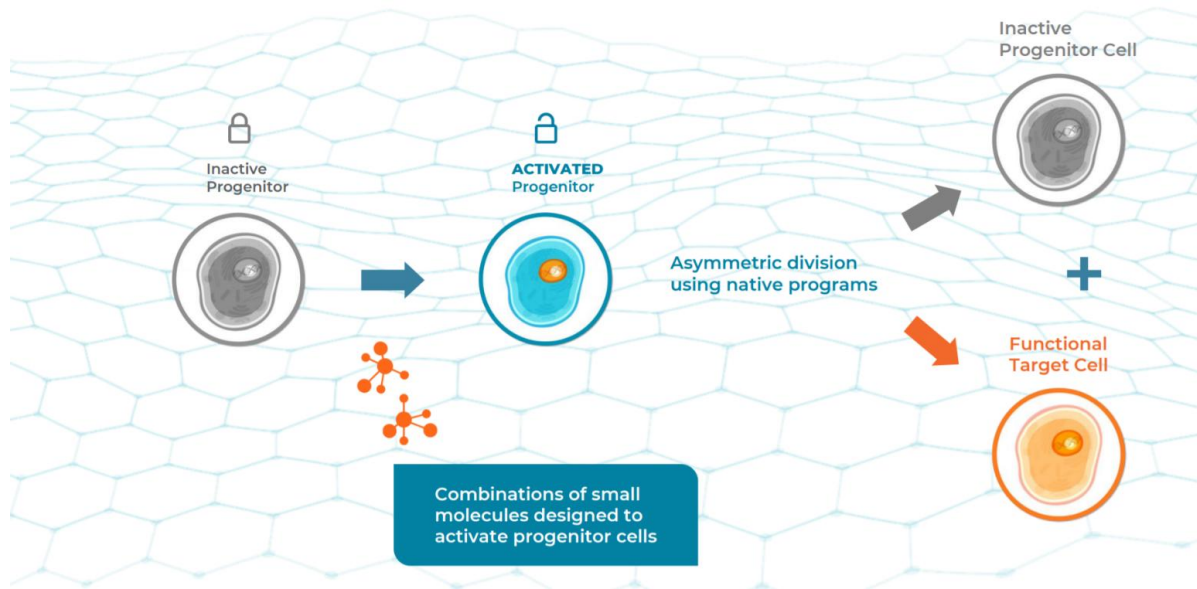 Inactive
Progenitor
ACTIVATED
Progenitor
Combinations of small
molecules designed to
activate progenitor cells
Asymmetric division
using native programs
Inactive
Progenitor Cell
+
Functional
Target Cell